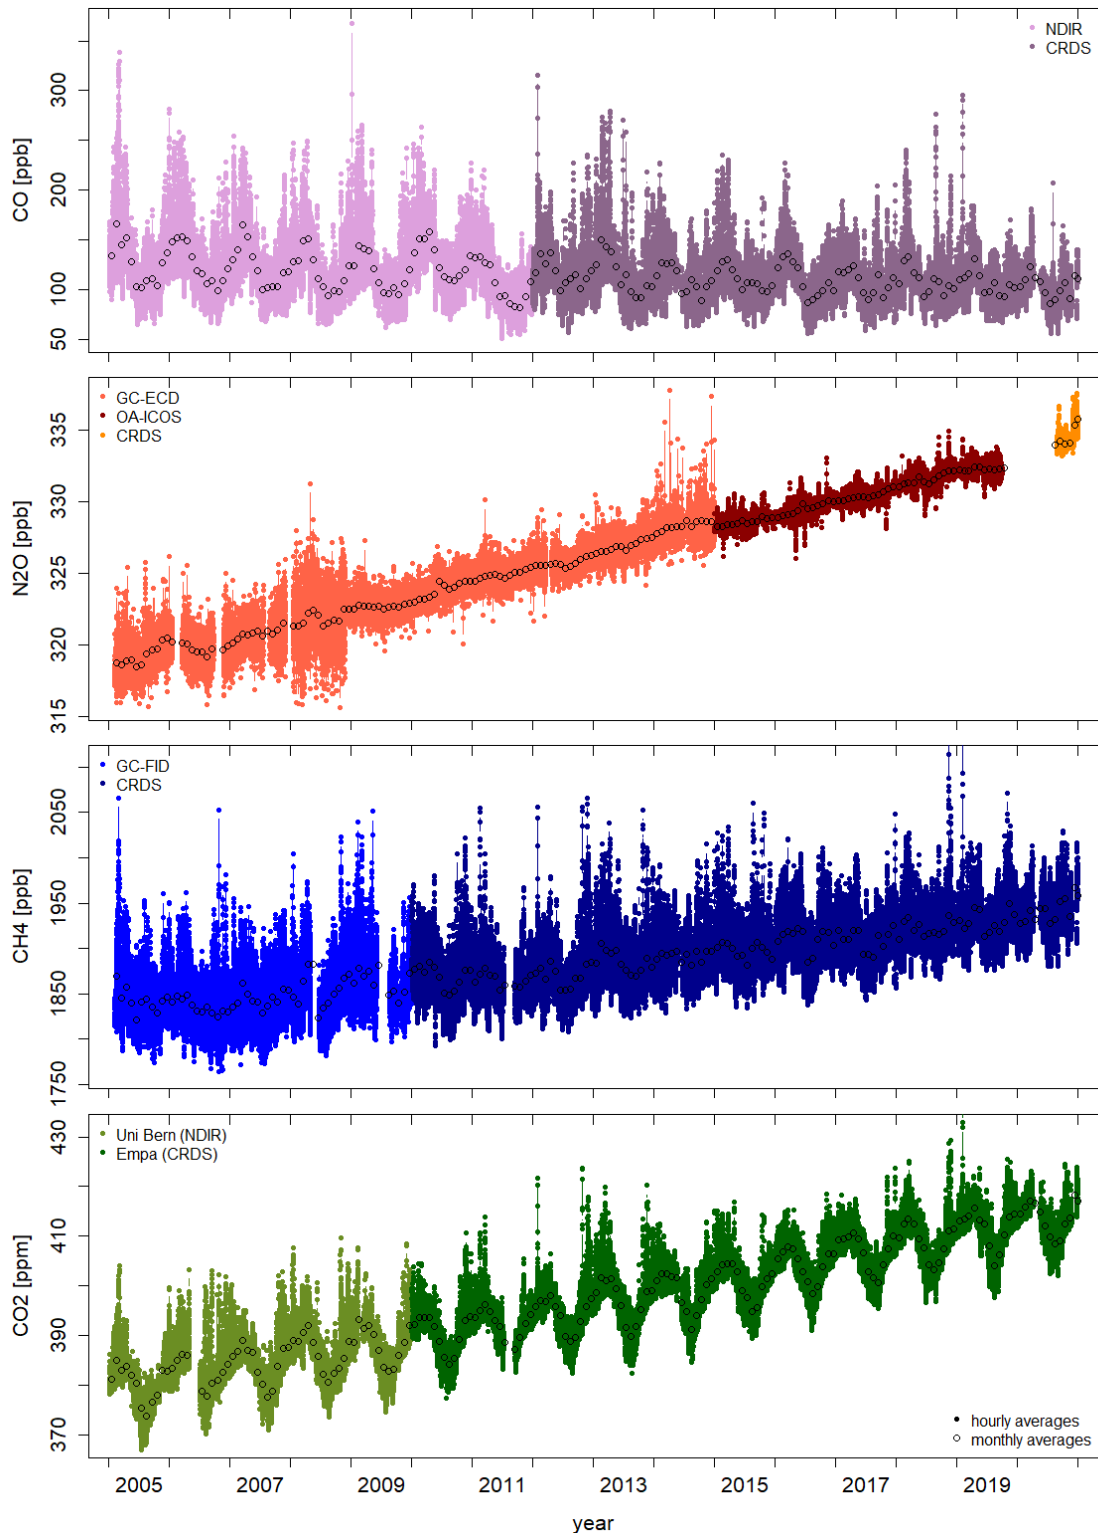 CO [ppb]
300
200
100
50
NDIR
CRDS
N2O [ppb]
335
330
325
320
315
GC-ECD
OA-ICOS
CRDS
CH4 [ppb]
2050
1950
1850
1750
GC-FID
CRDS
CO2 [ppm]
430
410
390
370
Uni Bern (NDIR)
Empa (CRDS)
hourly averages
monthly averages
2005 2007 2009 2011 2013 2015 2017 2019
year